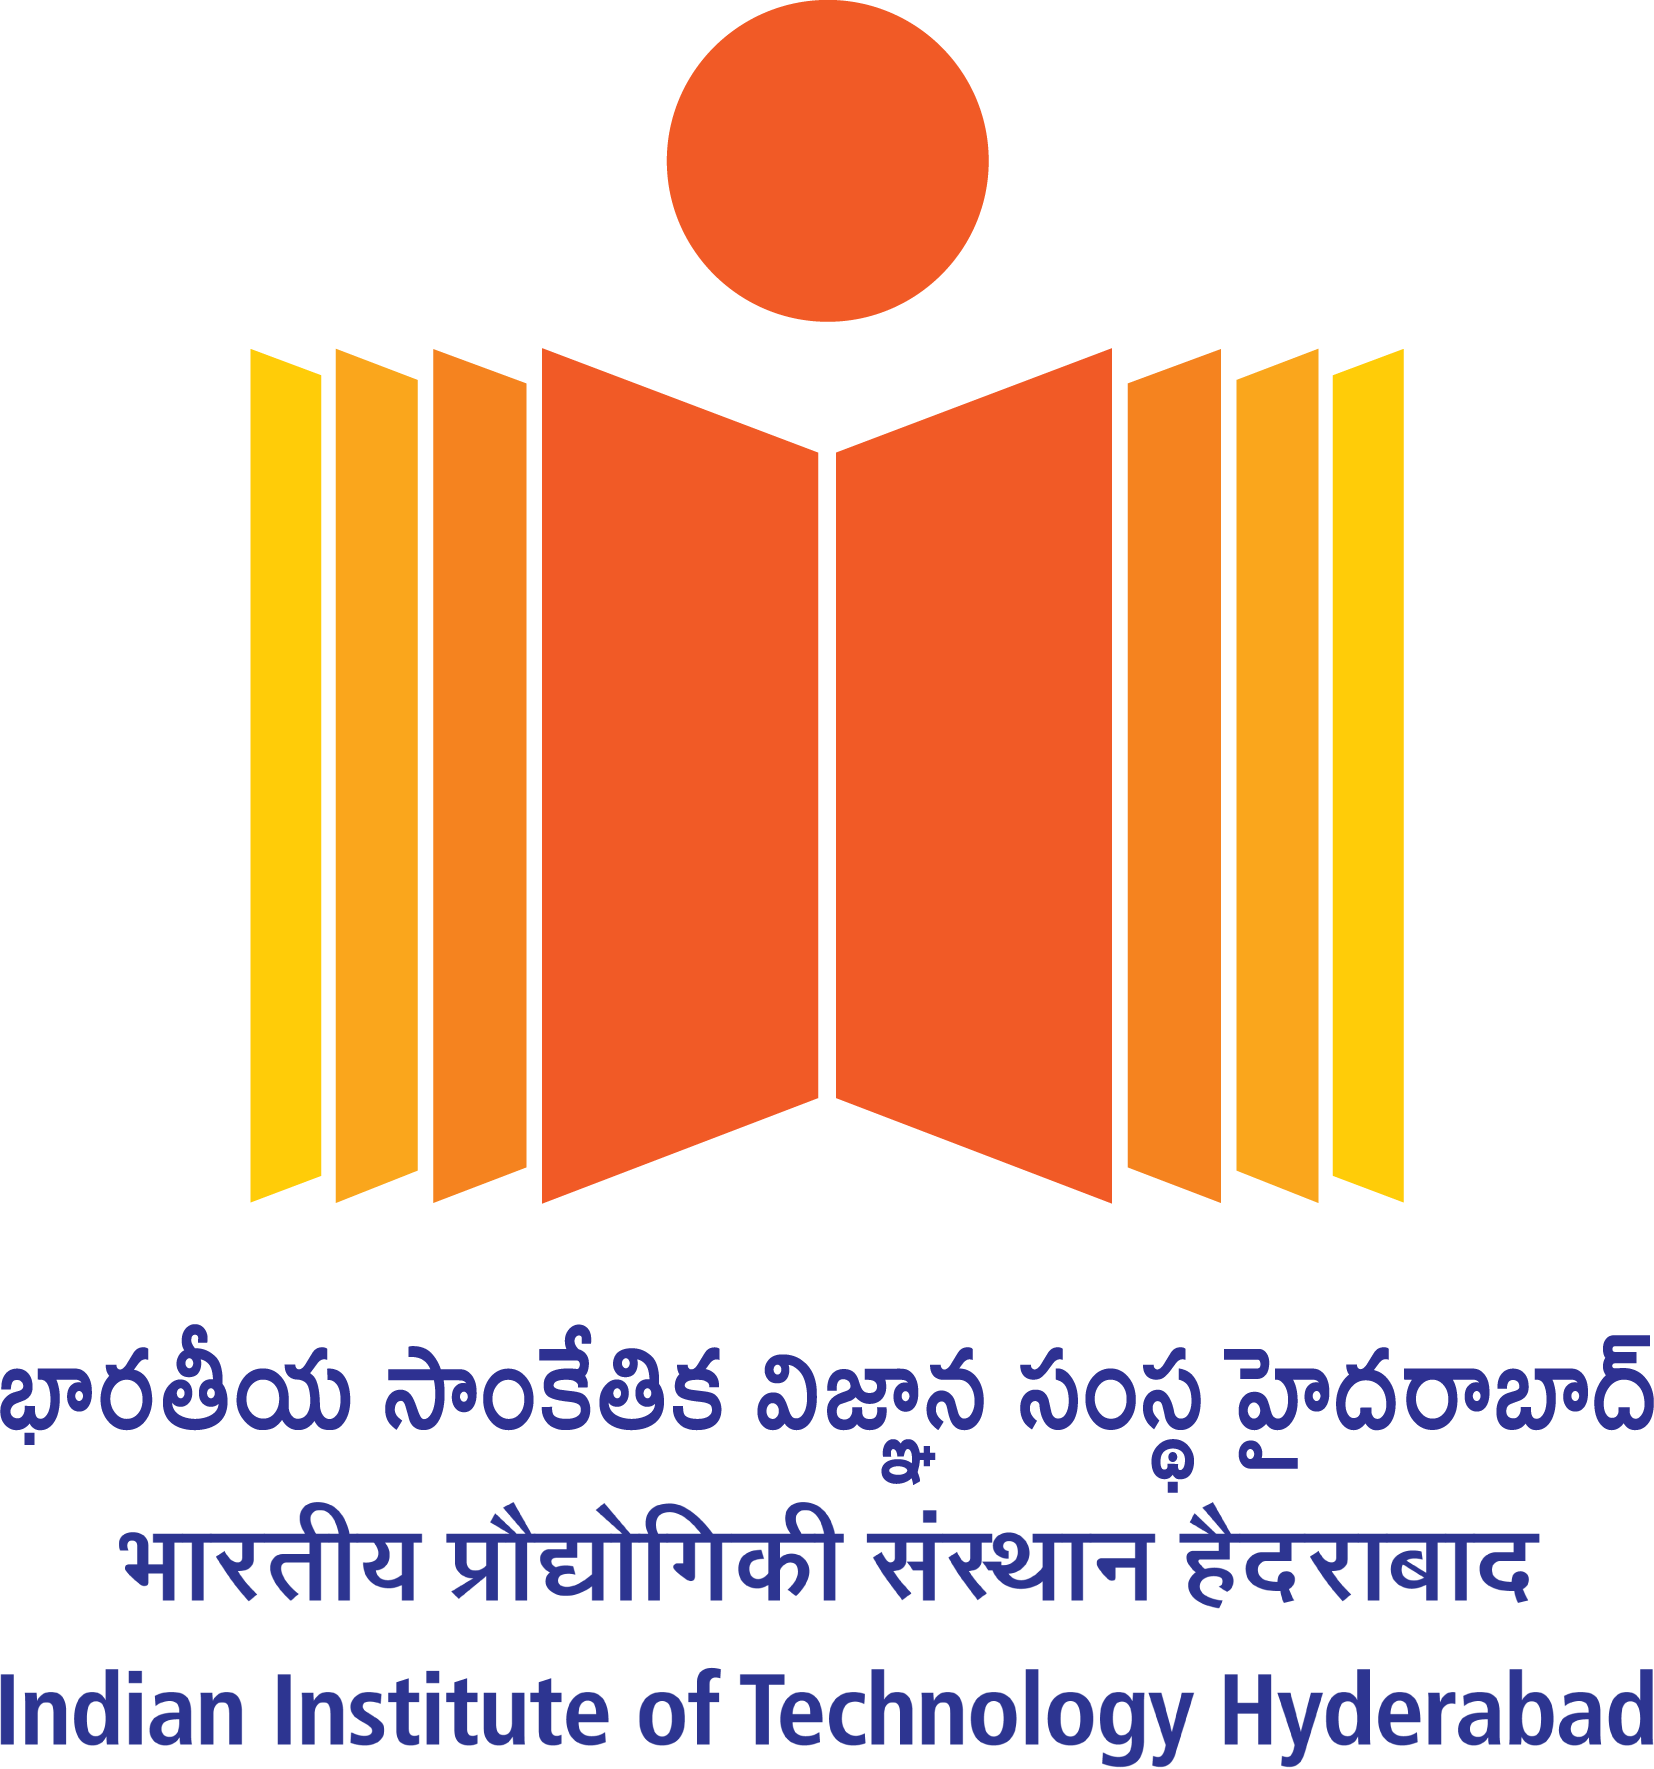 భారతీయ సాంకేతిక విజ్ఞాన సంస్థ హైదరాబాద్
भारतीय प्रौद्योगिकी संस्थान हैदराबाद
Indian Institute of Technology Hyderabad